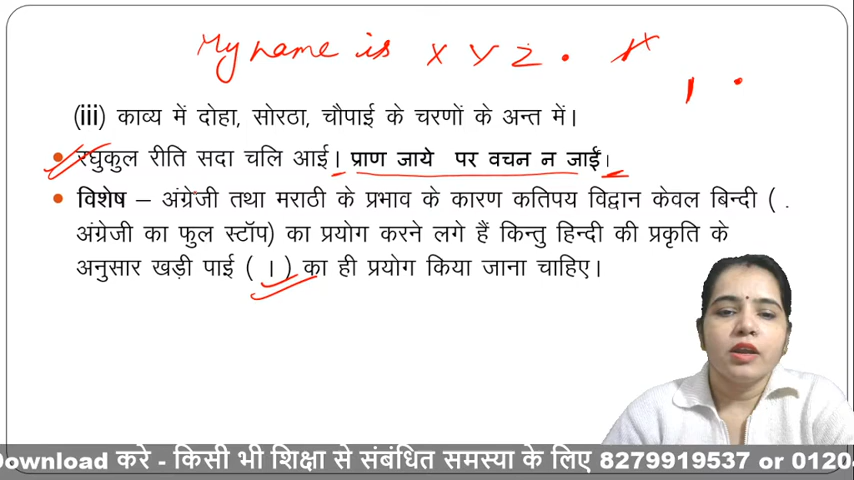 My name is X Y Z .
(iii) काव्य में दोहा, सोरठा, चौपाई के चरणों के अन्त में।
रघुकुल रीति सदा चलि आई। प्राण जाये पर वचन न जाईं।
विशेष – अंग्रेजी तथा मराठी के प्रभाव के कारण कतिपय विद्वान केवल बिन्दी ( .
अंग्रेजी का फुल स्टॉप) का प्रयोग करने लगे हैं किन्तु हिन्दी की प्रकृति के
अनुसार खड़ी पाई ( । ) का ही प्रयोग किया जाना चाहिए।
Download करे - किसी भी शिक्षा से संबंधित समस्या के लिए 8279919537 or 0120